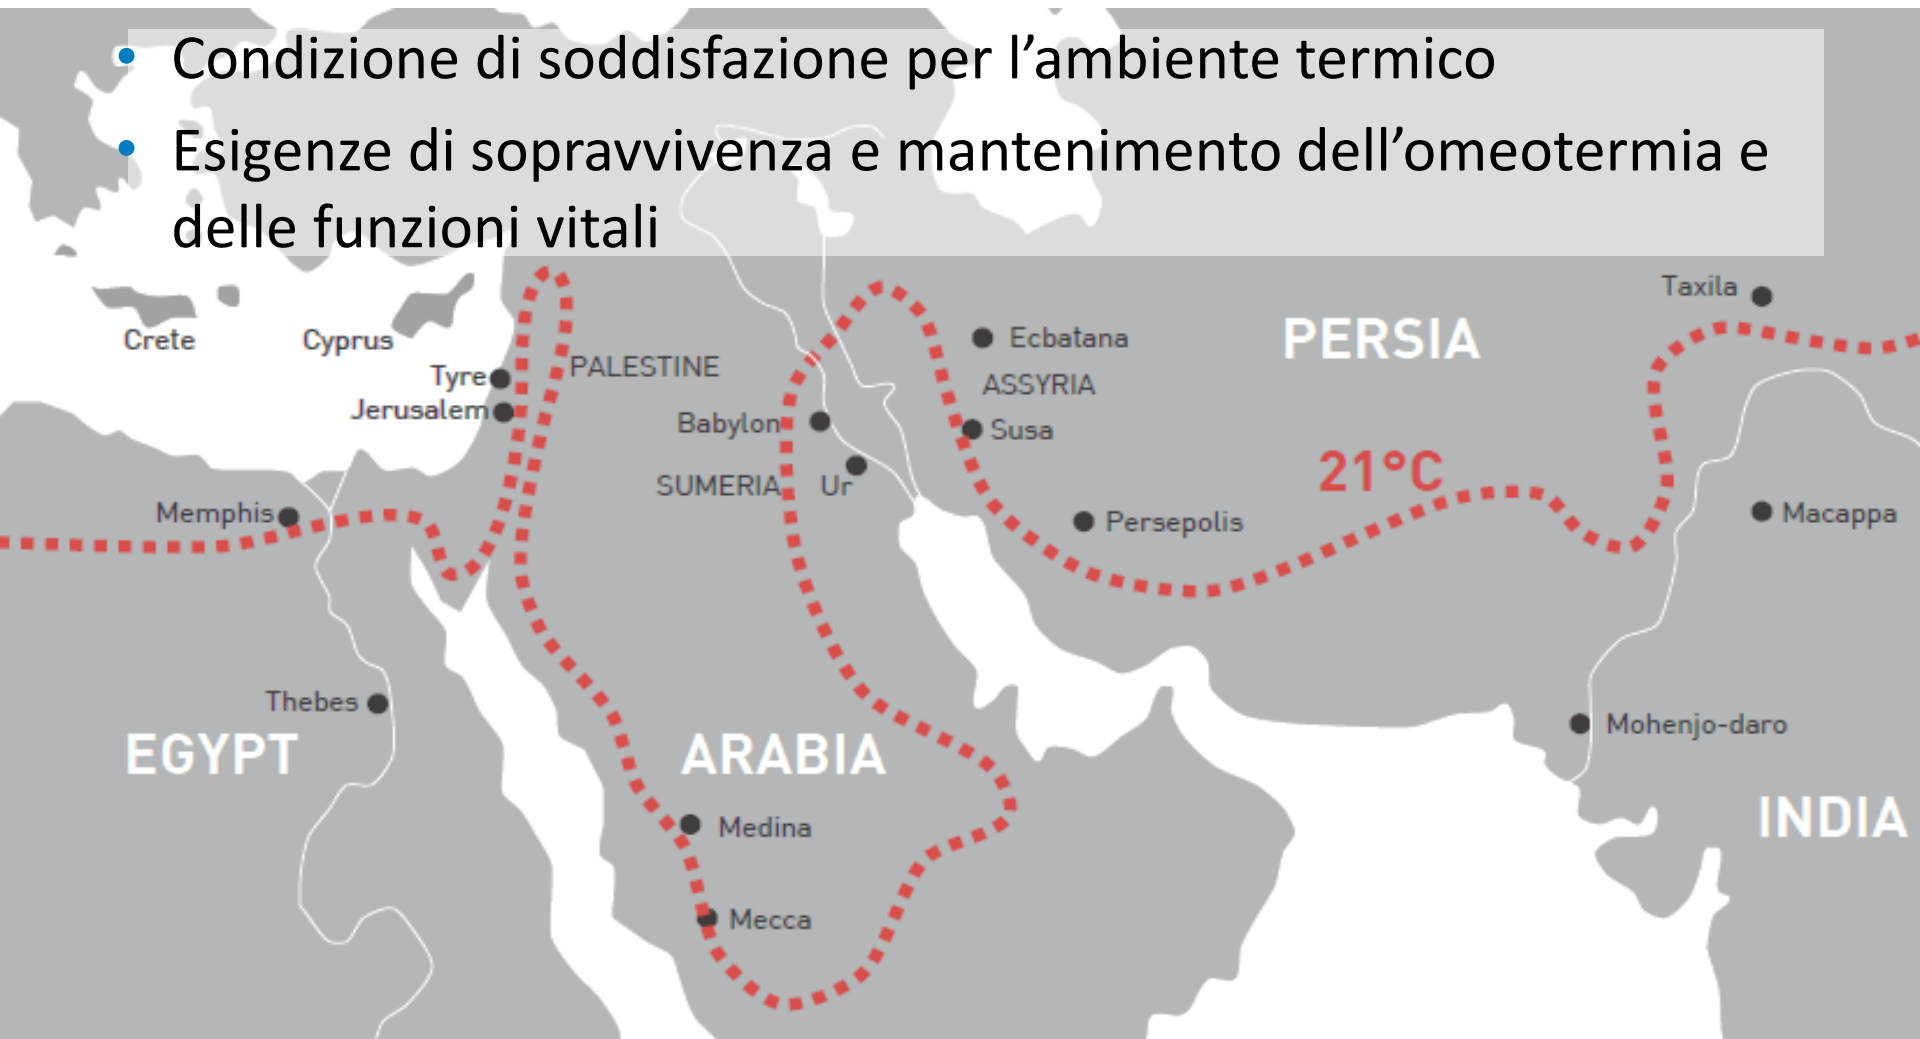 • Condizione di soddisfazione per l’ambiente termico
• Esigenze di sopravvivenza e mantenimento dell’omeotermia e
delle funzioni vitali
Taxila
Crete
Cyprus
Ecbatana
PERSIA
Tyre
PALESTINE
ASSYRIA
Jerusalem
Babylon
Susa
21°C
SUMERIA
Ur
Memphis
Persepolis
Macappa
Thebes
Mohenjo-daro
EGYPT
ARABIA
Medina
INDIA
Mecca